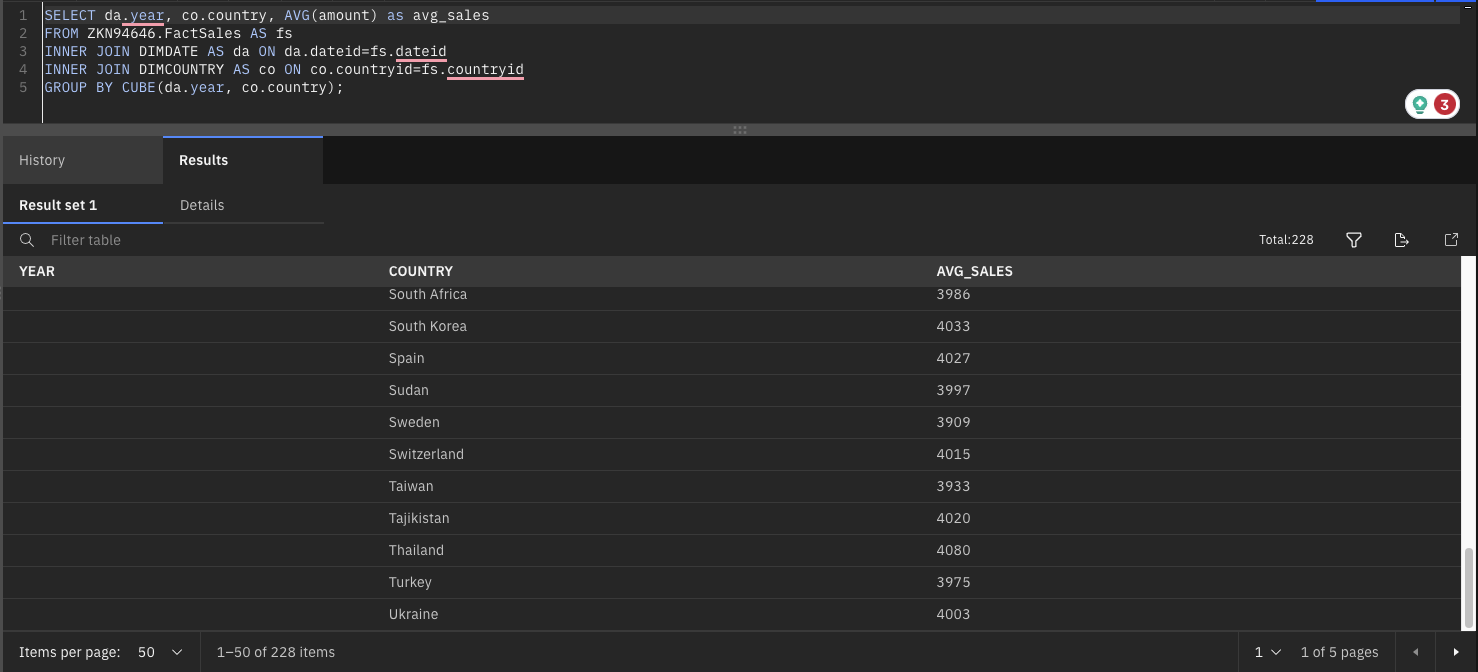 1 SELECT da.year, co.country, AVG(amount) as avg_sales
2 FROM ZKN94646.FactSales AS fs
3 INNER JOIN DIMDATE AS da ON da.dateid=fs.dateid
4 INNER JOIN DIMCOUNTRY AS co ON co.countryid=fs.countryid
5 GROUP BY CUBE(da.year, co.country);
3
History Results
Result set 1 Details
Filter table Total:228
YEAR COUNTRY AVG_SALES
South Africa 3986
South Korea 4033
Spain 4027
Sudan 3997
Sweden 3909
Switzerland 4015
Taiwan 3933
Tajikistan 4020
Thailand 4080
Turkey 3975
Ukraine 4003
Items per page: 50 1–50 of 228 items 1 1 of 5 pages